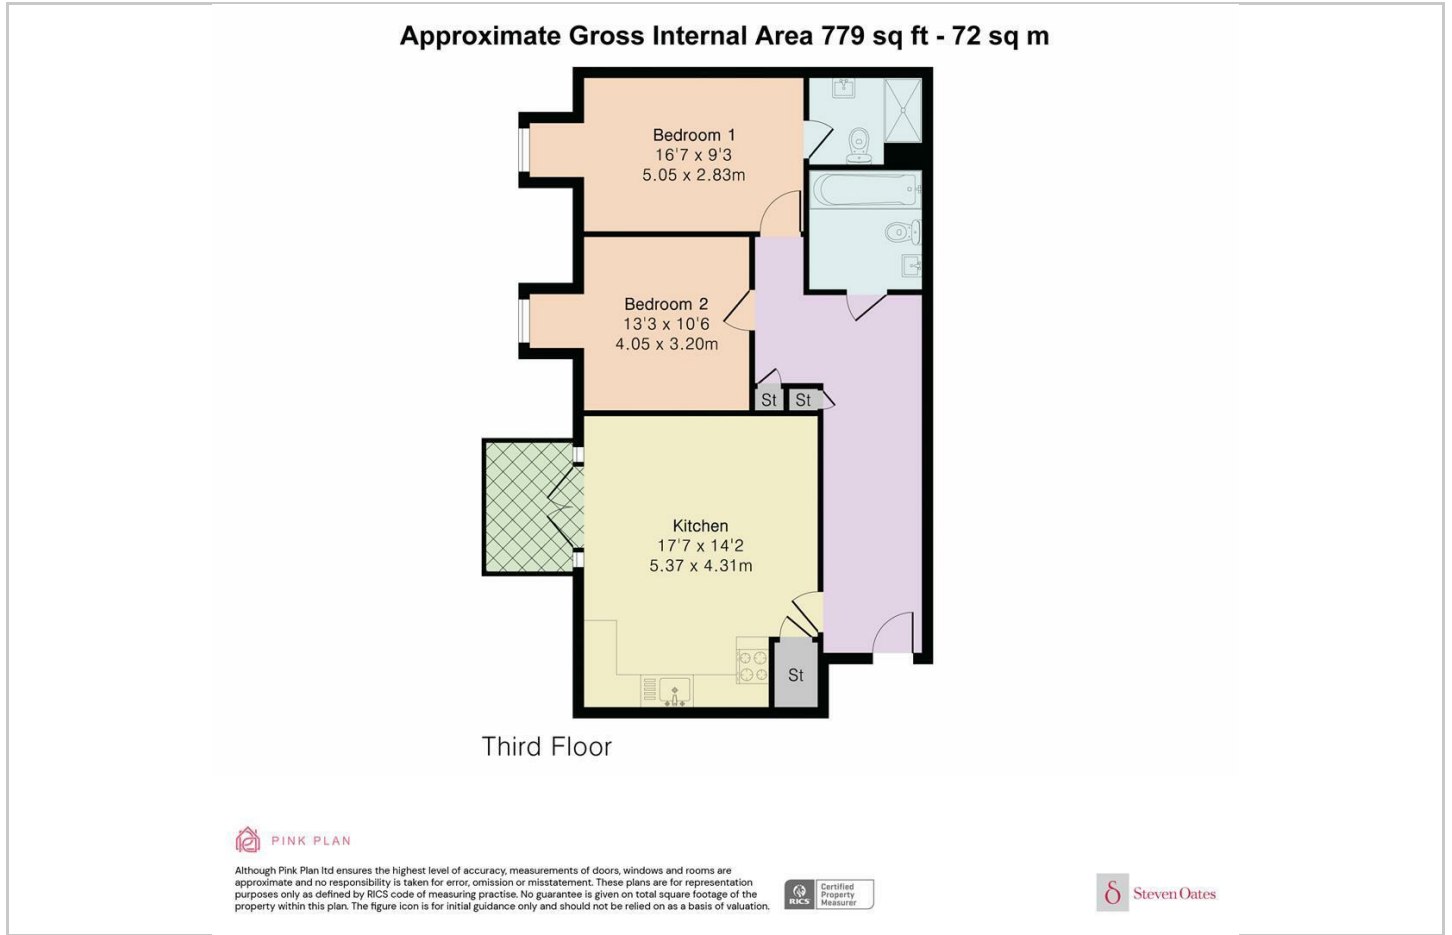 Approximate Gross Internal Area 779 sq ft - 72 sq m
Bedroom 1
16'7 x 9'3
5.05 x 2.83m
Bedroom 2
13'3 x 10'6
4.05 x 3.20m
St
St
Kitchen
17'7 x 14'2
5.37 x 4.31m
St
Third Floor
PINK PLAN
Although Pink Plan ltd ensures the highest level of accuracy, measurements of doors, windows and rooms are
approximate and no responsibility is taken for error, omission or misstatement. These plans are for representation
purposes only as defined by RICS code of measuring practise. No guarantee is given on total square footage of the
property within this plan. The figure icon is for initial guidance only and should not be relied on as a basis of valuation.
RICS
Certified
Property
Measurer
Steven Oates